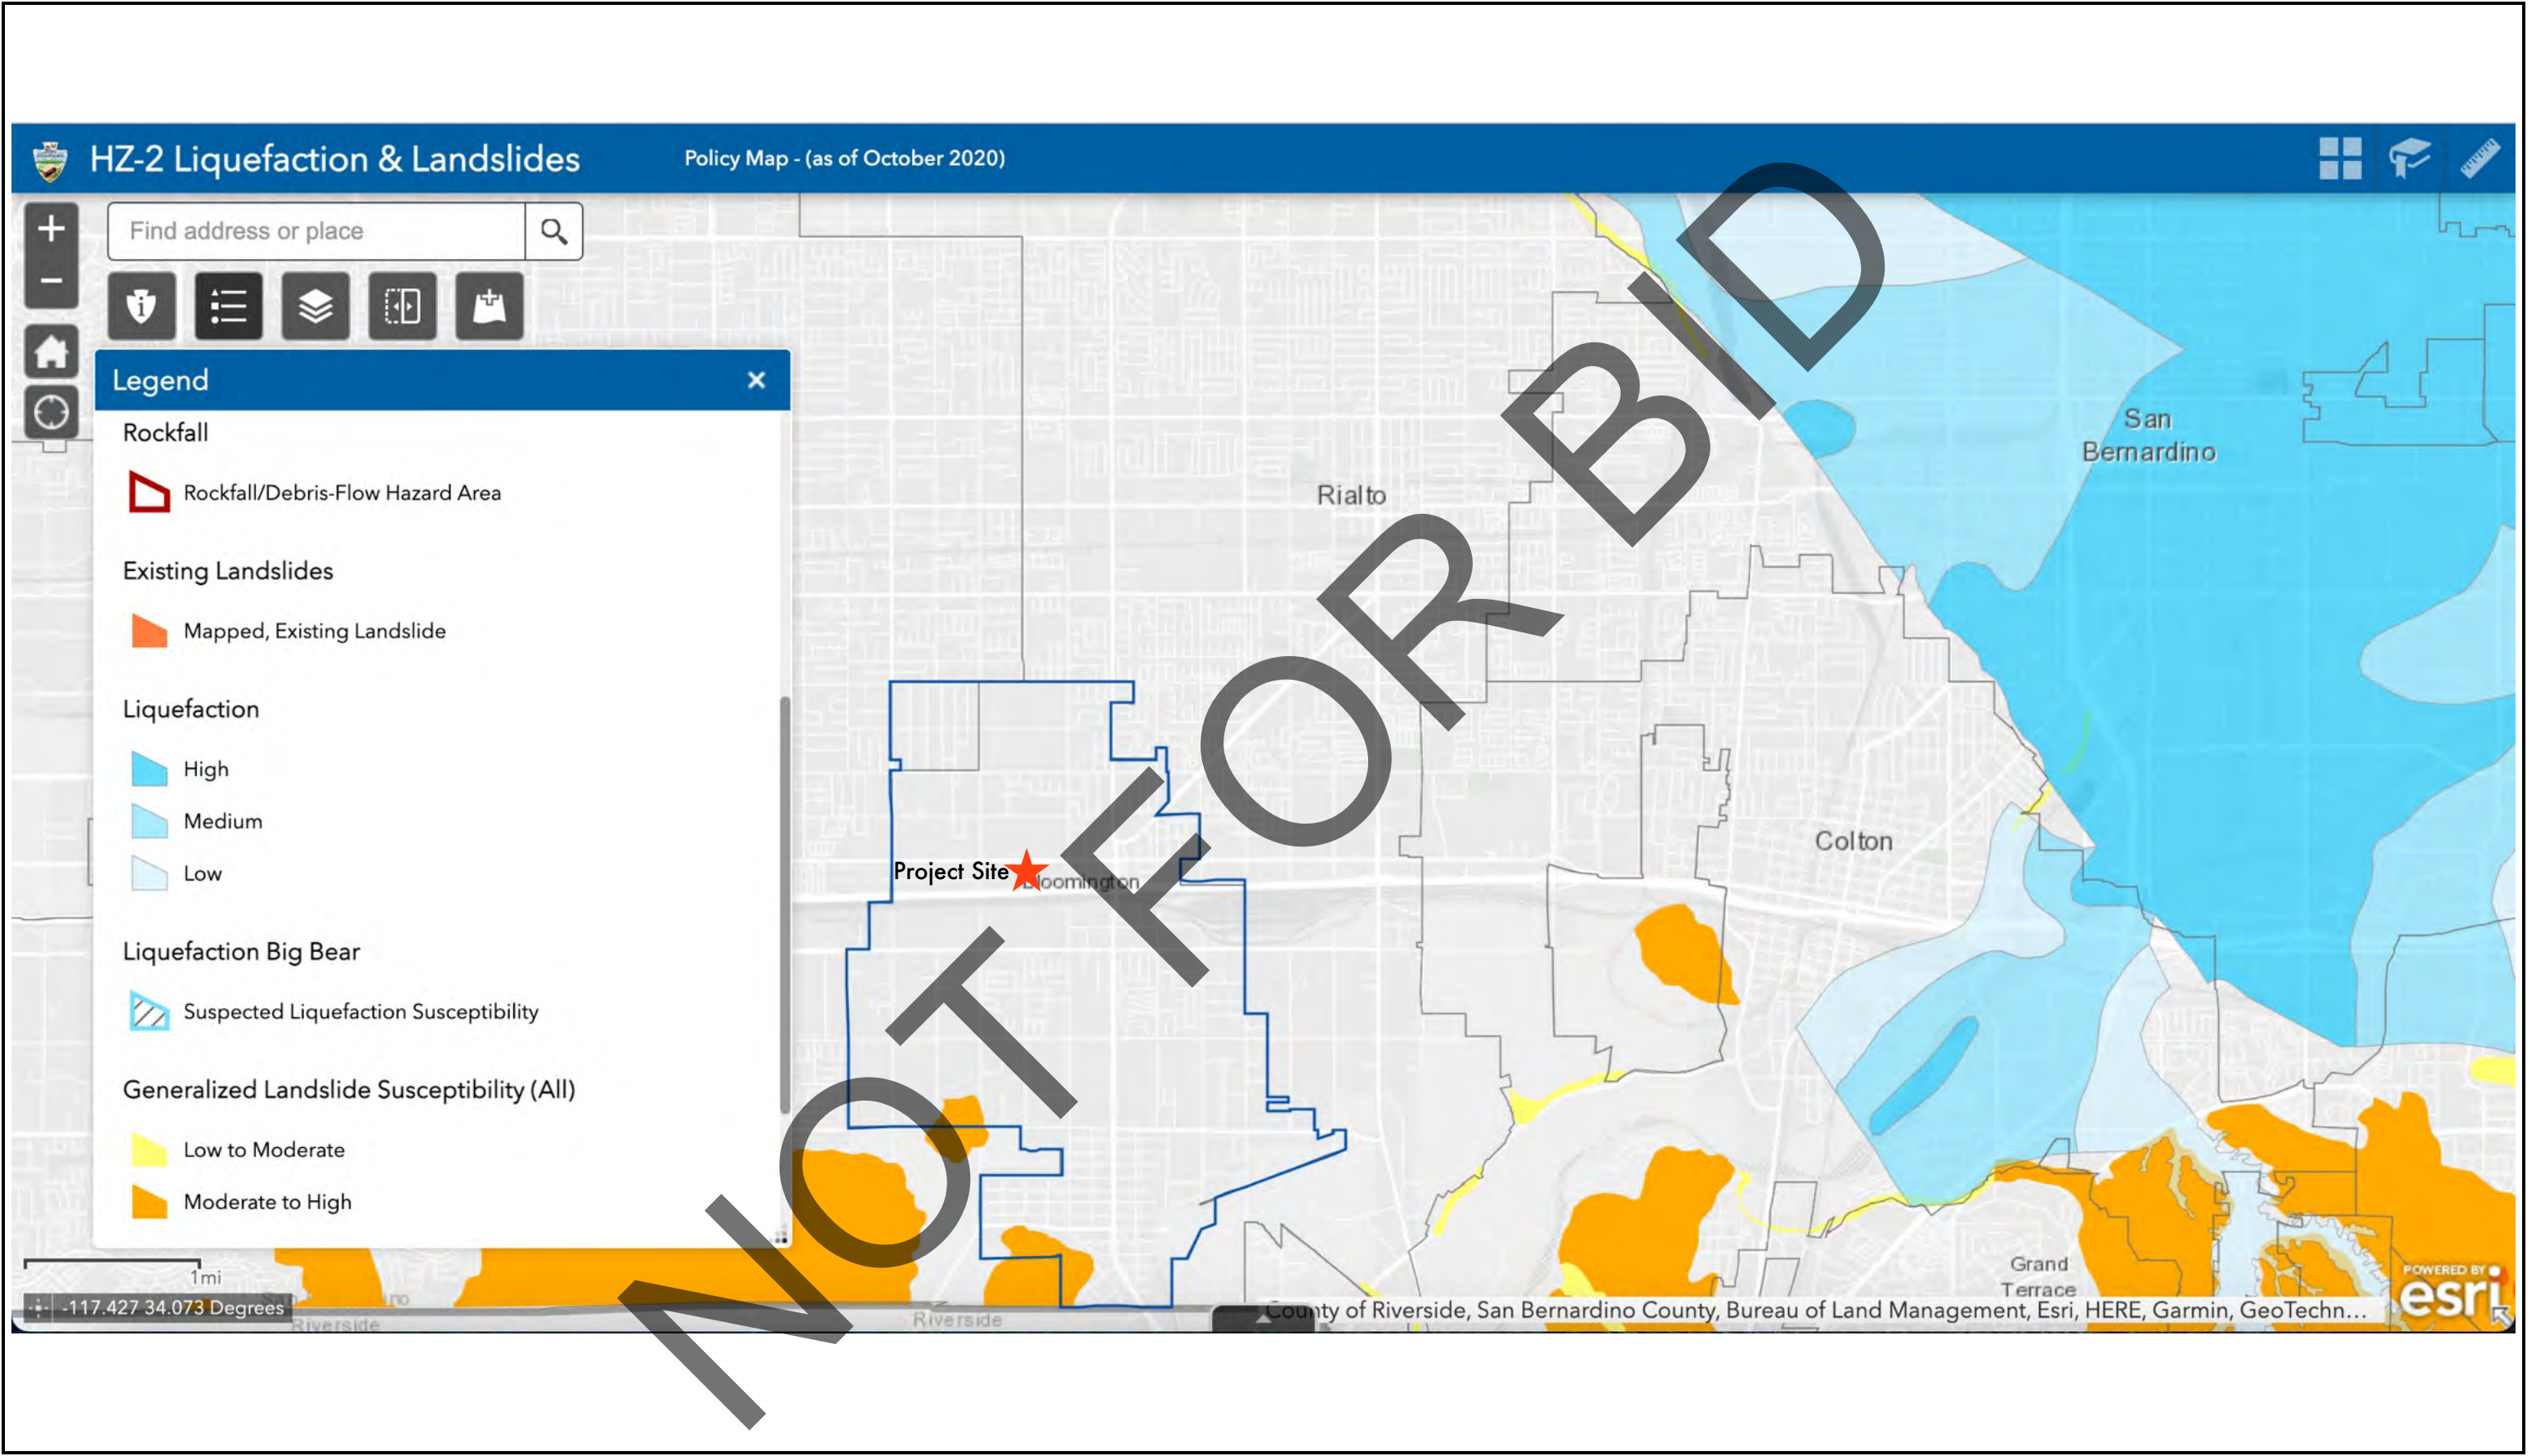 HZ-2 Liquefaction & Landslides
Policy Map - (as of October 2020)
Find address or place
Legend
Rockfall
Rockfall/Debris-Flow Hazard Area
Existing Landslides
Mapped, Existing Landslide
Liquefaction
High
Medium
Low
Liquefaction Big Bear
Suspected Liquefaction Susceptibility
Generalized Landslide Susceptibility (All)
Low to Moderate
Moderate to High
San
Bernardino
Rialto
Colton
Project Site
Bloomington
Grand
Terrace
1mi
-117.427 34.073 Degrees
Riverside
Riverside
County of Riverside, San Bernardino County, Bureau of Land Management, Esri, HERE, Garmin, GeoTechn...
POWERED BY
esri
NOT FOR BID